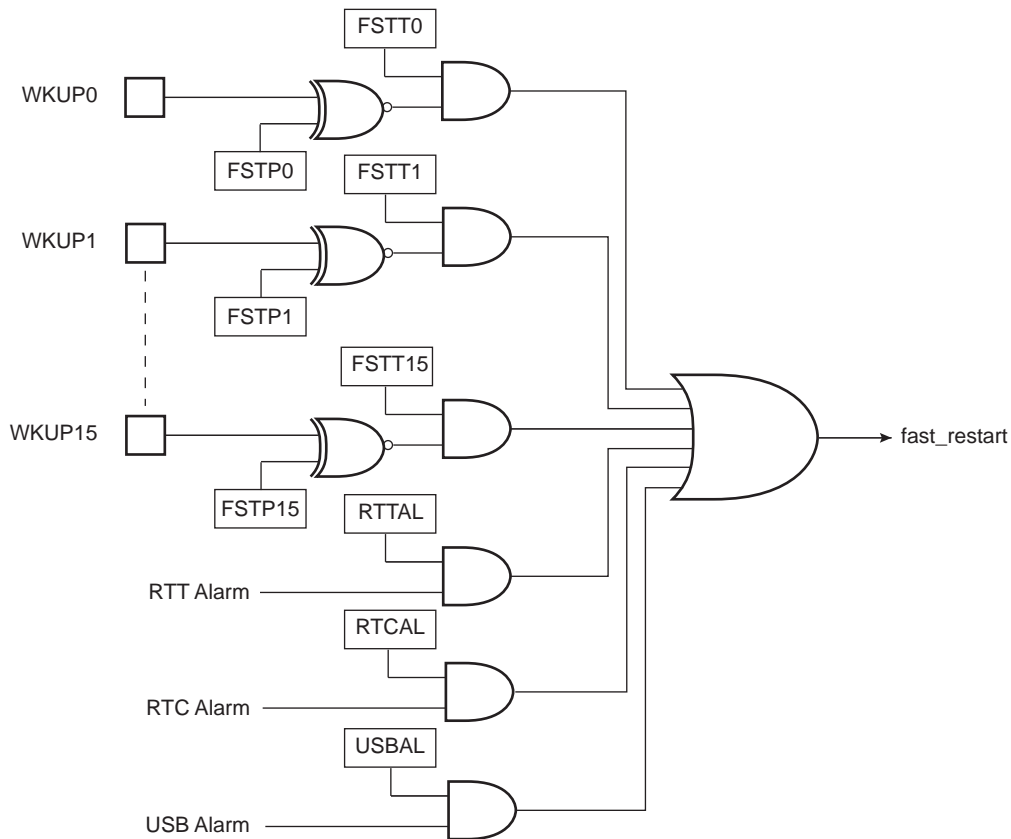 FSTT0
WKUP0
FSTP0
FSTT1
WKUP1
FSTP1
FSTT15
WKUP15
fast_restart
FSTP15
RTTAL
RTT Alarm
RTCAL
RTC Alarm
USBAL
USB Alarm